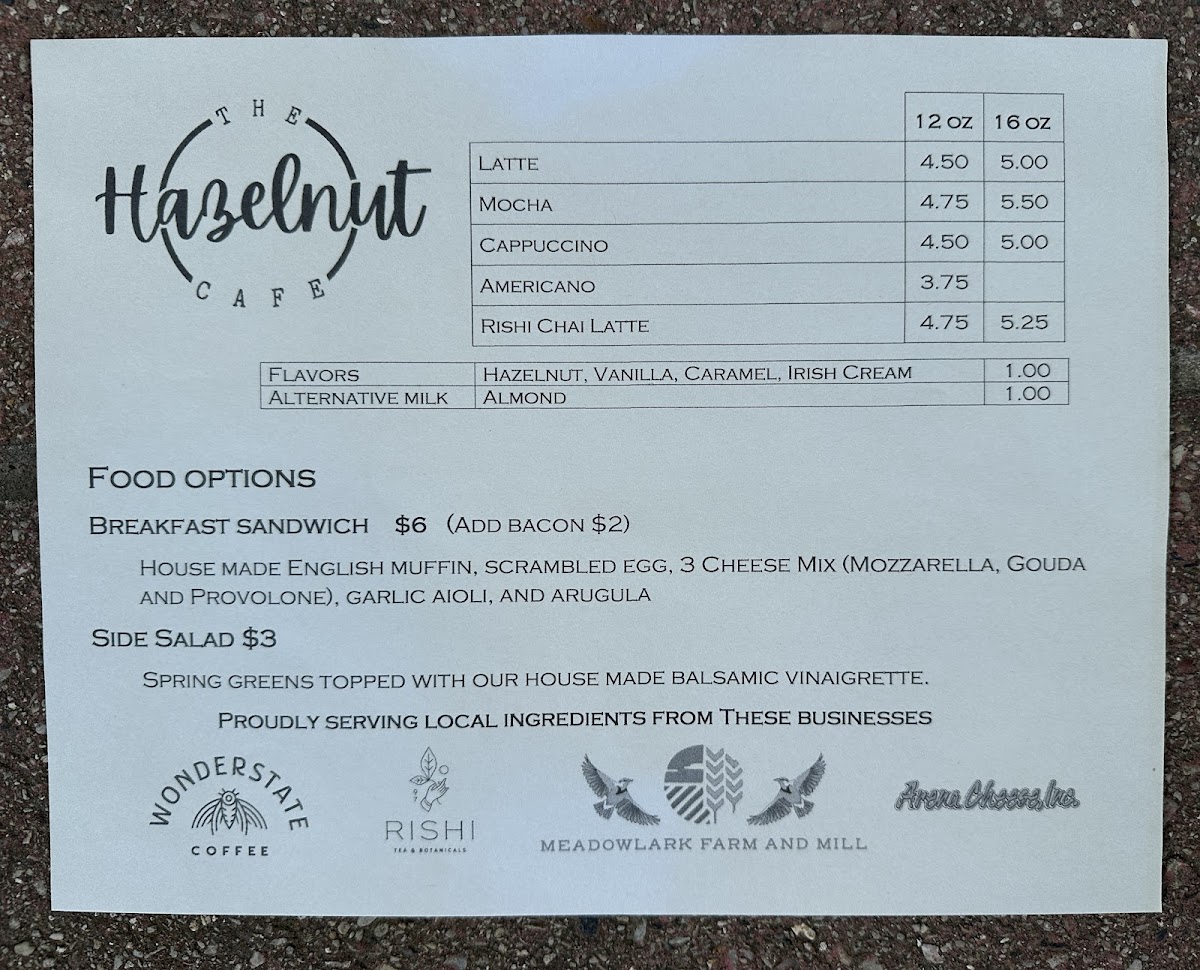 THE
Hazelnut
CAFE
12 OZ 16 OZ
LATTE 4.50 5.00
MOCHA 4.75 5.50
CAPPUCCINO 4.50 5.00
AMERICANO 3.75
RISHI CHAI LATTE 4.75 5.25
FLAVORS HAZELNUT, VANILLA, CARAMEL, IRISH CREAM 1.00
ALTERNATIVE MILK ALMOND 1.00
FOOD OPTIONS
BREAKFAST SANDWICH $6 (ADD BACON $2)
HOUSE MADE ENGLISH MUFFIN, SCRAMBLED EGG, 3 CHEESE MIX (MOZZARELLA, GOUDA
AND PROVOLONE), GARLIC AIOLI, AND ARUGULA
SIDE SALAD $3
SPRING GREENS TOPPED WITH OUR HOUSE MADE BALSAMIC VINAIGRETTE.
PROUDLY SERVING LOCAL INGREDIENTS FROM THESE BUSINESSES
WONDERSTATE
COFFEE
97
RISHI
TEA & BOTANICALS
MEADOWLARK FARM AND MILL
Arena Cheese, Inc.